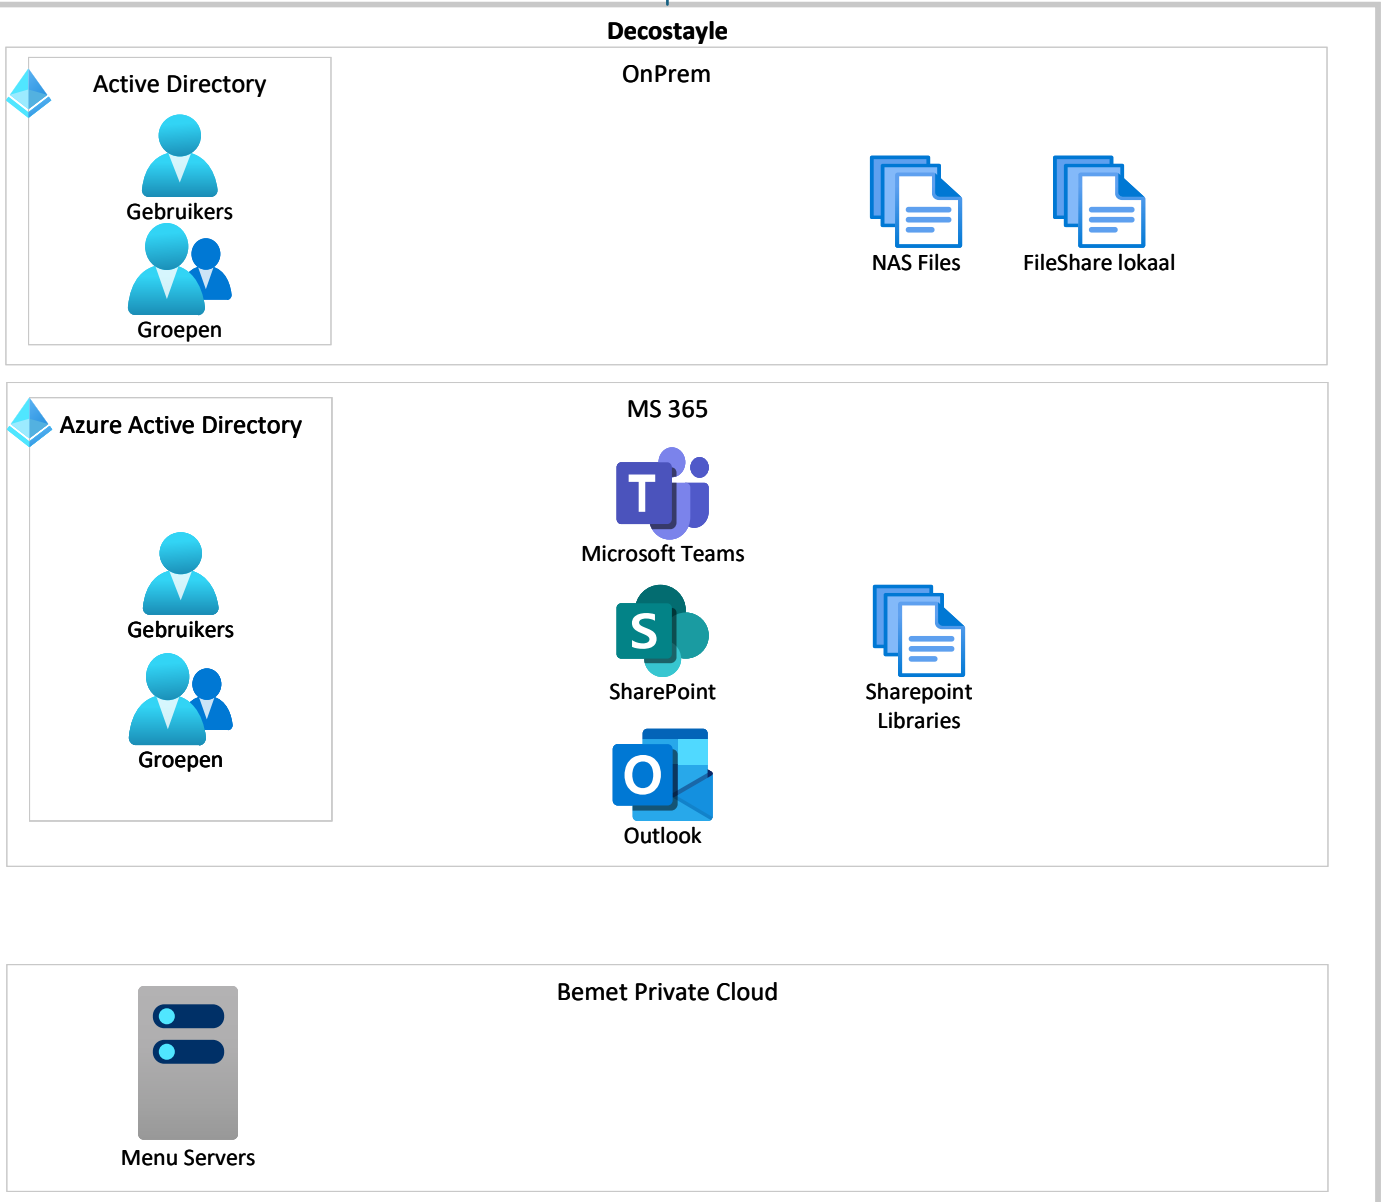 Decostayle
OnPrem
Active Directory
Gebruikers
Groepen
NAS Files
FileShare lokaal
MS 365
Azure Active Directory
Gebruikers
Groepen
T
Microsoft Teams
S
SharePoint
Sharepoint
Libraries
O
Outlook
Bemet Private Cloud
Menu Servers